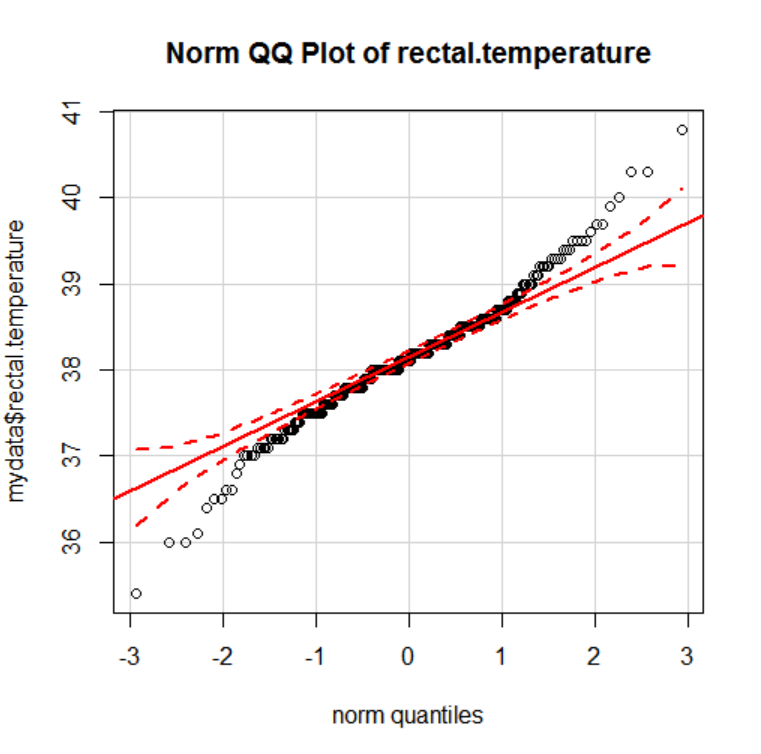 Norm QQ Plot of rectal.temperature
41
40
39
38
37
36
mydata$rectal.temperature
-3 -2 -1 0 1 2 3
norm quantiles